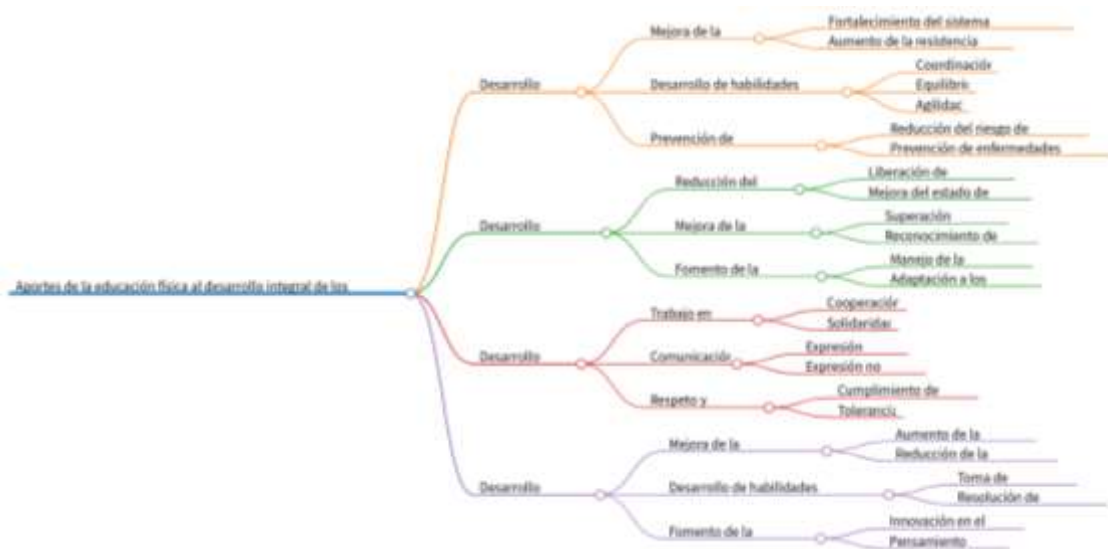 Aportes de la educación física al desarrollo integral de los
Desarrollo
Mejora de la
Fortalecimiento del sistema
Aumento de la resistencia
Desarrollo de habilidades
Coordinación
Equilibrio
Agilidad
Prevención de
Reducción del riesgo de
Prevención de enfermedades
Desarrollo
Reducción del
Liberación de
Mejora del estado de
Mejora de la
Superación
Reconocimiento de
Fomento de la
Manejo de la
Adaptación a los
Desarrollo
Trabajo en
Cooperación
Solidaridad
Comunicación
Expresión
Expresión no
Respeto y
Cumplimiento de
Tolerancia
Desarrollo
Mejora de la
Aumento de la
Reducción de la
Desarrollo de habilidades
Toma de
Resolución de
Fomento de la
Innovación en el
Pensamiento